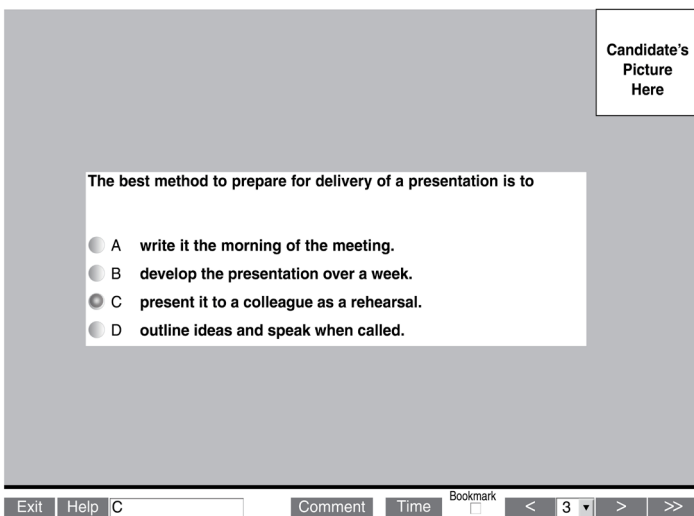 Candidate's
Picture
Here
The best method to prepare for delivery of a presentation is to
A write it the morning of the meeting.
B develop the presentation over a week.
C present it to a colleague as a rehearsal.
D outline ideas and speak when called.
Bookmark
Exit Help C Comment Time < 3 > >>